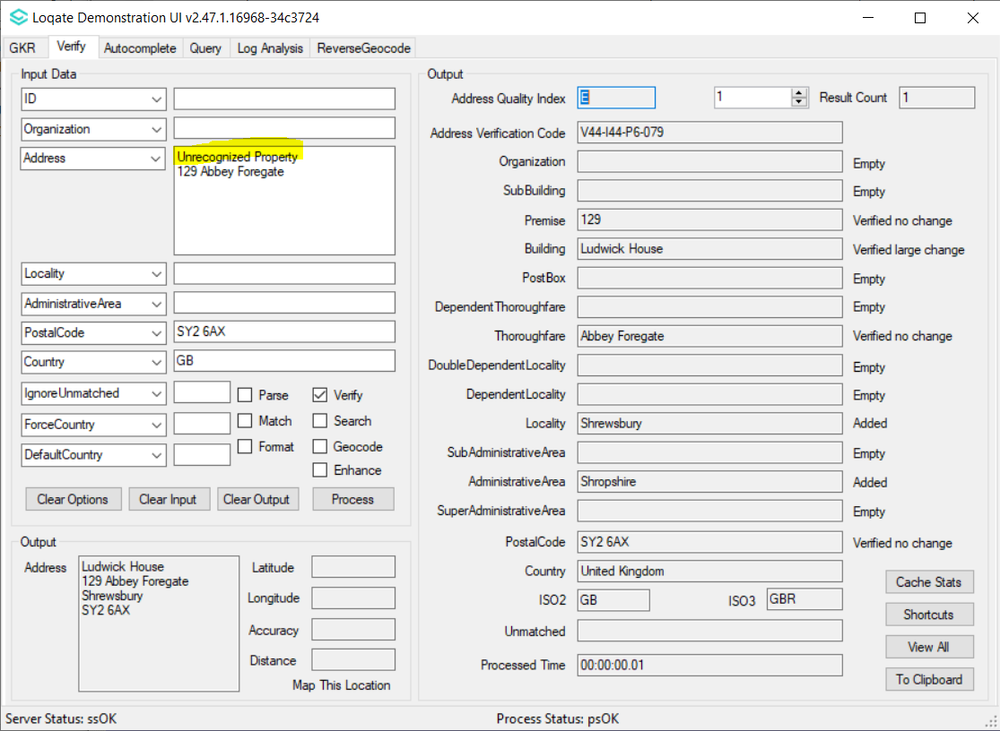 Loqate Demonstration UI v2.47.1.16968-34c3724
GKR Verify Autocomplete Query Log Analysis ReverseGeocode
Input Data
ID
Organization
Address
Unrecognized Property
129 Abbey Foregate
Locality
AdministrativeArea
PostalCode SY2 6AX
Country GB
IgnoreUnmatched Parse Verify
ForceCountry Match Search
DefaultCountry Format Geocode
Enhance
Clear Options Clear Input Clear Output Process
Output
Address
Ludwick House
129 Abbey Foregate
Shrewsbury
SY2 6AX
Latitude
Longitude
Accuracy
Distance
Map This Location
Output
Address Quality Index E 1 Result Count 1
Address Verification Code V44-I44-P6-079
Organization Empty
SubBuilding Empty
Premise 129 Verified no change
Building Ludwick House Verified large change
PostBox Empty
DependentThoroughfare Empty
Thoroughfare Abbey Foregate Verified no change
DoubleDependentLocality Empty
DependentLocality Empty
Locality Shrewsbury Added
SubAdministrativeArea Empty
AdministrativeArea Shropshire Added
SuperAdministrativeArea Empty
PostalCode SY2 6AX Verified no change
Country United Kingdom
ISO2 GB ISO3 GBR
Unmatched
Processed Time 00:00:00.01
Cache Stats
Shortcuts
View All
To Clipboard
Server Status: ssOK Process Status: psOK